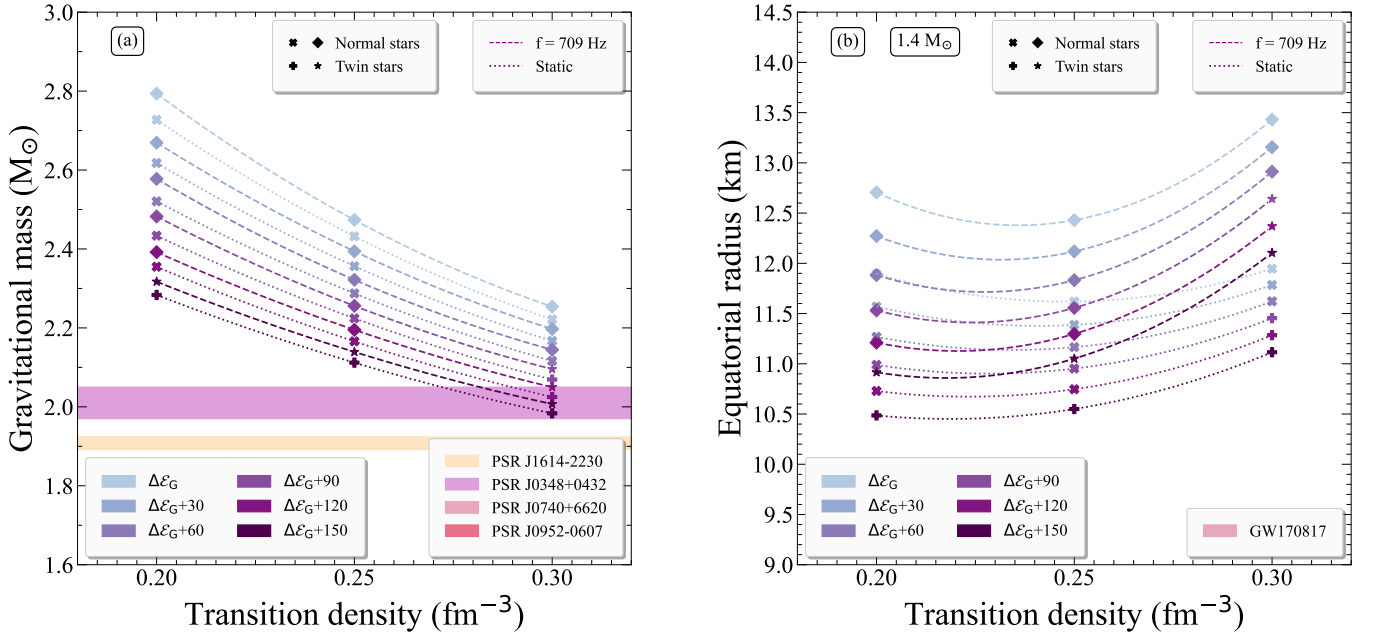 (a)
Normal stars
Twin stars
f = 709 Hz
Static
3.0
2.8
2.6
2.4
2.2
2.0
1.8
1.6
Gravitational mass (M⊙)
ΔℰG
ΔℰG+30
ΔℰG+60
ΔℰG+90
ΔℰG+120
ΔℰG+150
PSR J1614-2230
PSR J0348+0432
PSR J0740+6620
PSR J0952-0607
0.20 0.25 0.30
Transition density (fm⁻³)
(b)
1.4 M⊙
Normal stars
Twin stars
f = 709 Hz
Static
14.5
14.0
13.5
13.0
12.5
12.0
11.5
11.0
10.5
10.0
9.5
9.0
Equatorial radius (km)
ΔℰG
ΔℰG+30
ΔℰG+60
ΔℰG+90
ΔℰG+120
ΔℰG+150
GW170817
0.20 0.25 0.30
Transition density (fm⁻³)